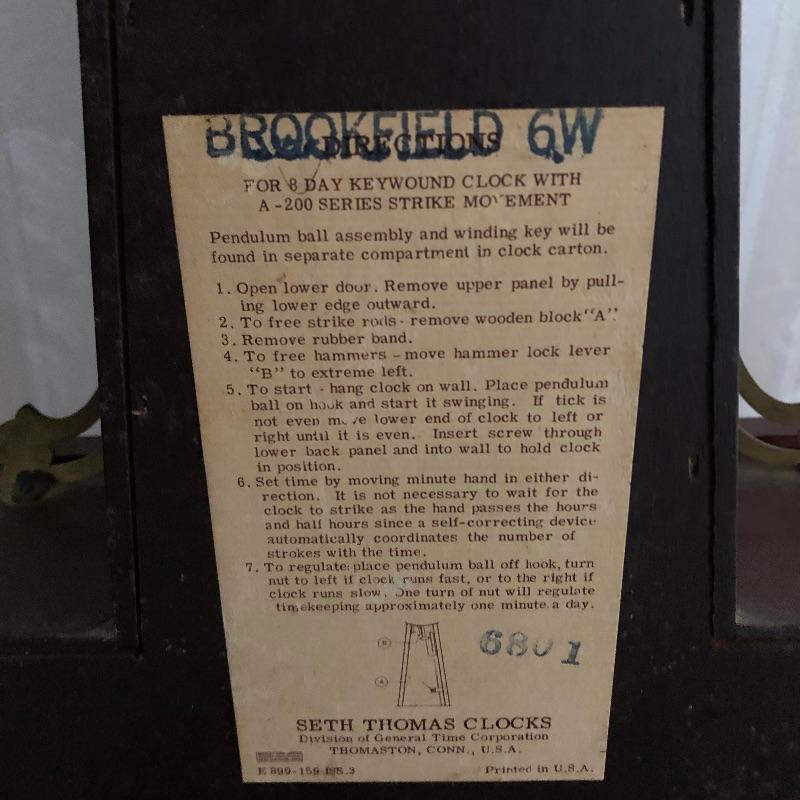 BROOKFIELD 6W
DIRECTIONS
FOR 8 DAY KEYWOUND CLOCK WITH
A-200 SERIES STRIKE MOVEMENT
Pendulum ball assembly and winding key will be
found in separate compartment in clock carton.
1. Open lower door. Remove upper panel by pull-
ing lower edge outward.
2. To free strike rods - remove wooden block "A".
3. Remove rubber band.
4. To free hammers - move hammer lock lever
"B" to extreme left.
5. To start - hang clock on wall. Place pendulum
ball on hook and start it swinging. If tick is
not even move lower end of clock to left or
right until it is even. Insert screw through
lower back panel and into wall to hold clock
in position.
6. Set time by moving minute hand in either di-
rection. It is not necessary to wait for the
clock to strike as the hand passes the hours
and half hours since a self-correcting device
automatically coordinates the number of
strokes with the time.
7. To regulate: place pendulum ball off hook, turn
nut to left if clock runs fast, or to the right if
clock runs slow. One turn of nut will regulate
timekeeping approximately one minute a day.
B
A
6801
SETH THOMAS CLOCKS
Division of General Time Corporation
THOMASTON, CONN., U.S.A.
E 899-159 INS.3
Printed in U.S.A.